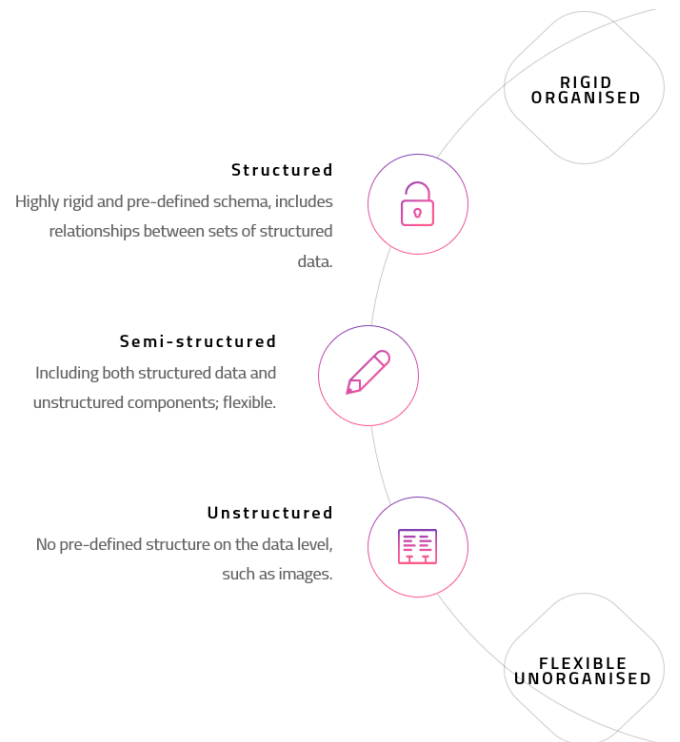 RIGID
ORGANISED
Structured
Highly rigid and pre-defined schema, includes
relationships between sets of structured
data.
Semi-structured
Including both structured data and
unstructured components; flexible.
Unstructured
No pre-defined structure on the data level,
such as images.
FLEXIBLE
UNORGANISED